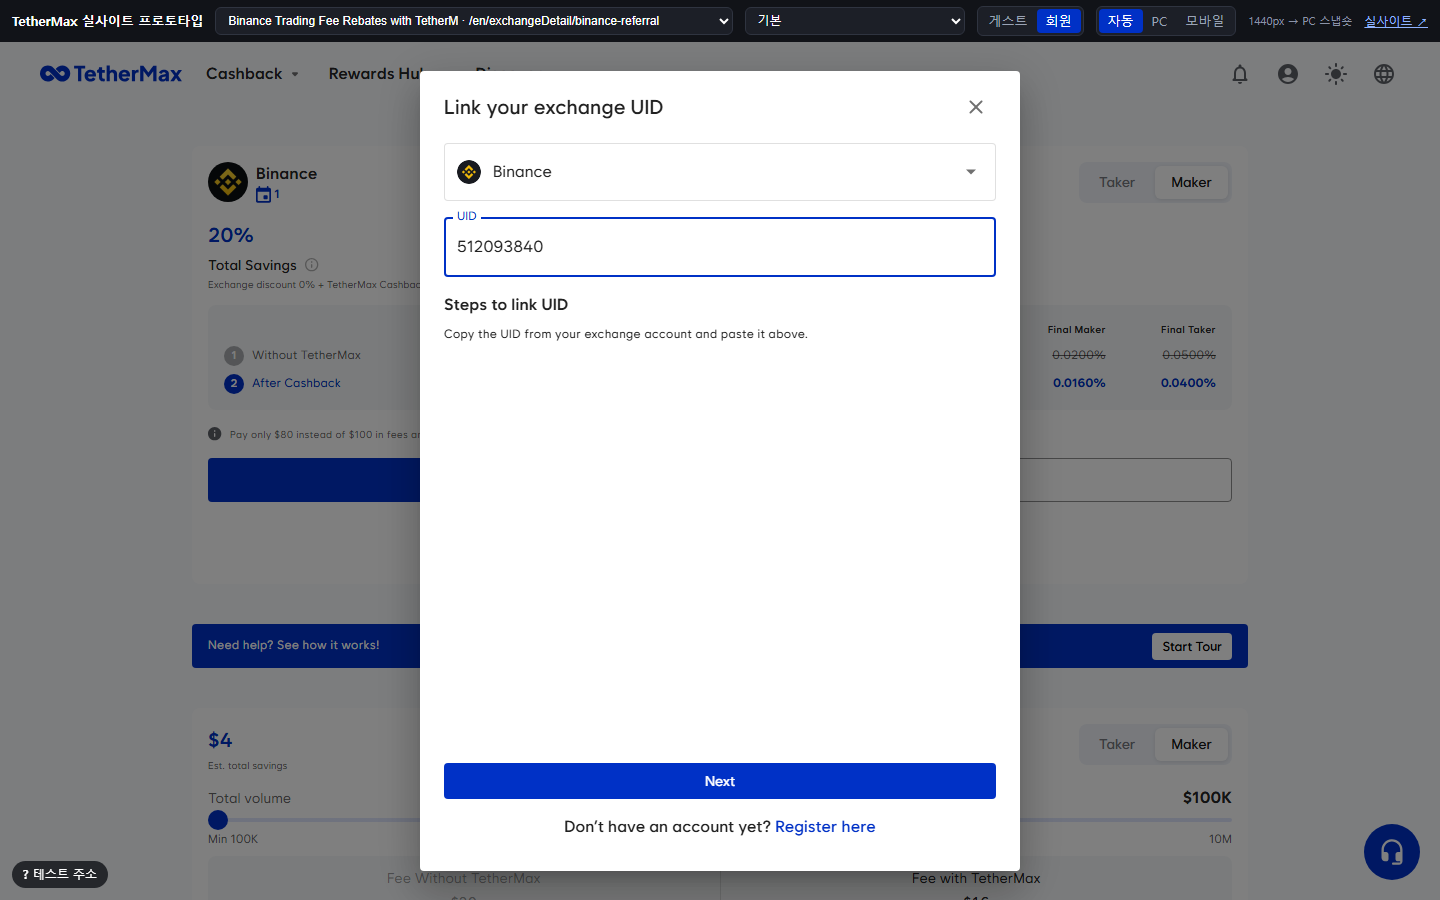 TetherMax 실사이트 프로토타입
Binance Trading Fee Rebates with TetherM · /en/exchangeDetail/binance-referral
기본
게스트 회원
자동 PC 모바일
1440px → PC 스냅숏
실사이트 ↗
TetherMax
Cashback
Rewards Hu
Link your exchange UID
Binance
UID
512093840
Steps to link UID
Copy the UID from your exchange account and paste it above.
Next
Don't have an account yet? Register here
Binance
1
Taker Maker
20%
Total Savings
Exchange discount 0% + TetherMax Cashbac
Final Maker Final Taker
1 Without TetherMax 0.0200% 0.0500%
2 After Cashback 0.0160% 0.0400%
Pay only $80 instead of $100 in fees a
Need help? See how it works!
Start Tour
$4
Est. total savings
Taker Maker
Total volume $100K
Min 100K 10M
Fee Without TetherMax Fee with TetherMax
? 테스트 주소